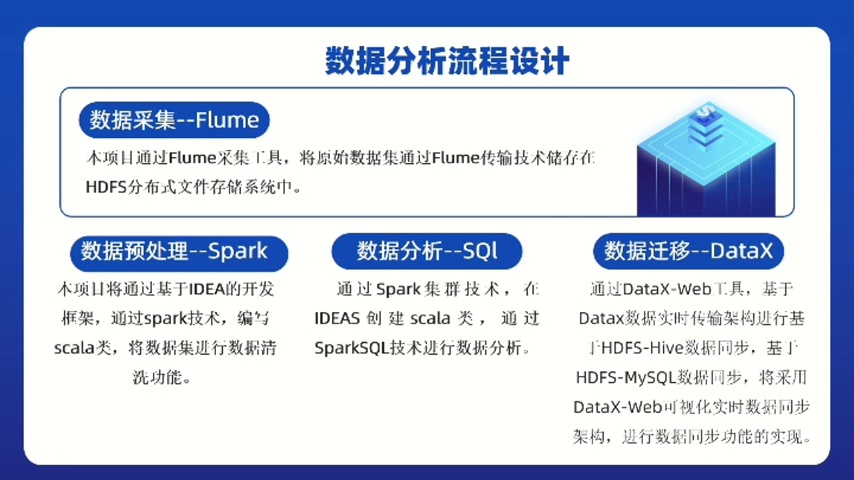 数据分析流程设计
数据采集--Flume
本项目通过Flume采集工具，将原始数据集通过Flume传输技术储存在
HDFS分布式文件存储系统中。
数据预处理--Spark
本项目将通过基于IDEA的开发
框架，通过spark技术，编写
scala类，将数据集进行数据清
洗功能。
数据分析--SQl
通过Spark集群技术，在
IDEAS创建scala类，通过
SparkSQL技术进行数据分析。
数据迁移--DataX
通过DataX-Web工具，基于
Datax数据实时传输架构进行基
于HDFS-Hive数据同步，基于
HDFS-MySQL数据同步，将采用
DataX-Web可视化实时数据同步
架构，进行数据同步功能的实现。